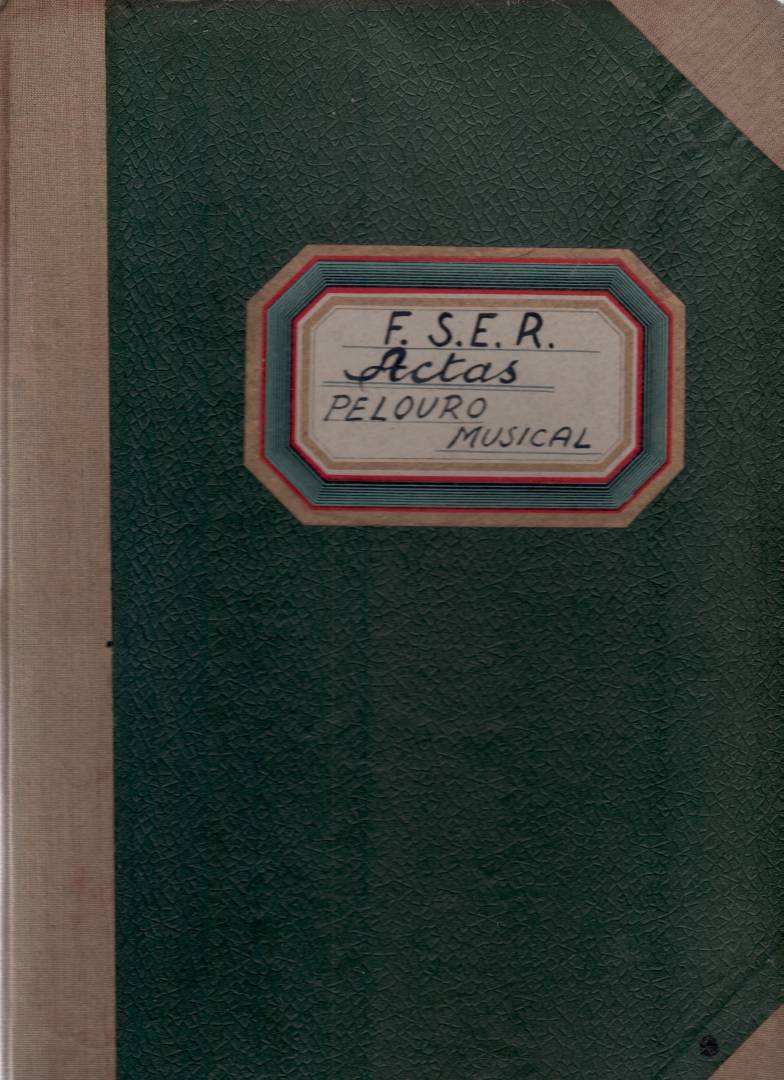 F. S.E.R.
Actas
PELOURO
MUSICAL